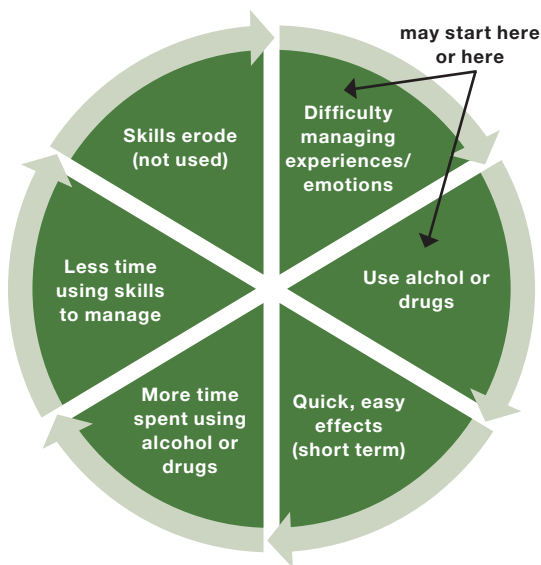 may start here
or here
Difficulty
managing
experiences/
emotions
Use alchol or
drugs
Quick, easy
effects
(short term)
More time
spent using
alcohol or
drugs
Less time
using skills
to manage
Skills erode
(not used)